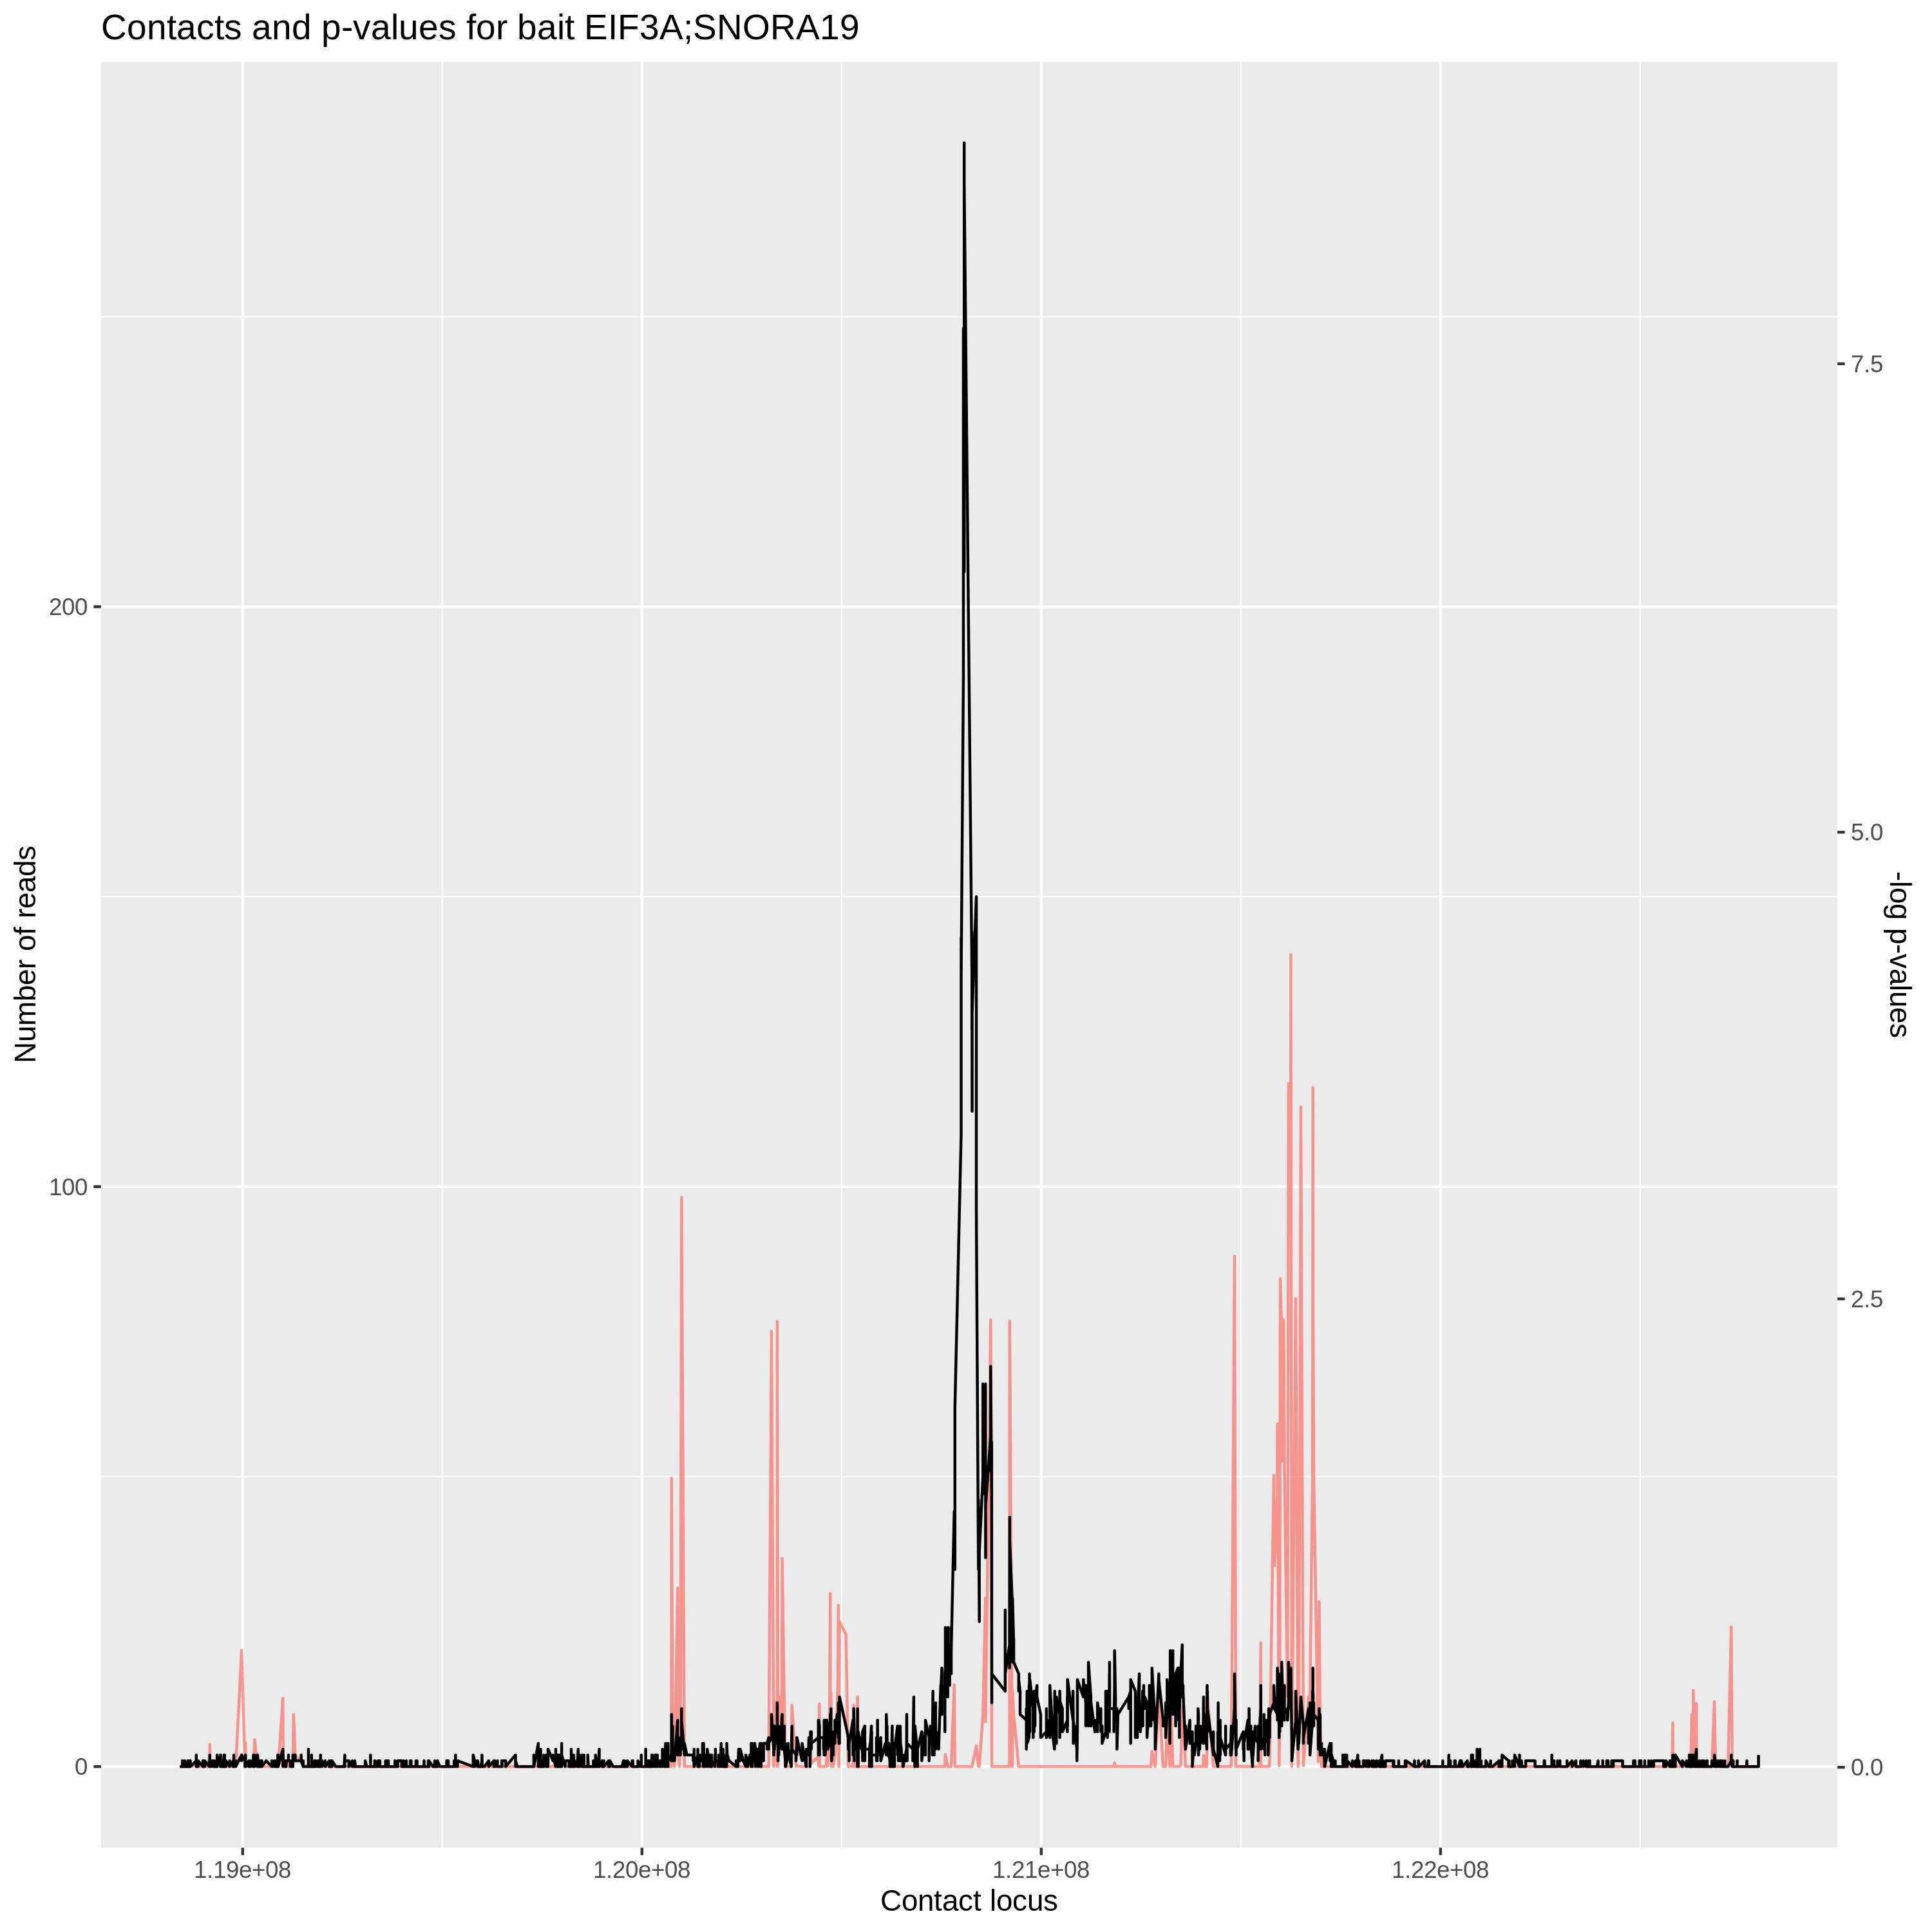 Contacts and p-values for bait EIF3A;SNORA19
Number of reads
200
100
0
7.5
5.0
2.5
0.0
-log p-values
1.19e+08
1.20e+08
1.21e+08
1.22e+08
Contact locus